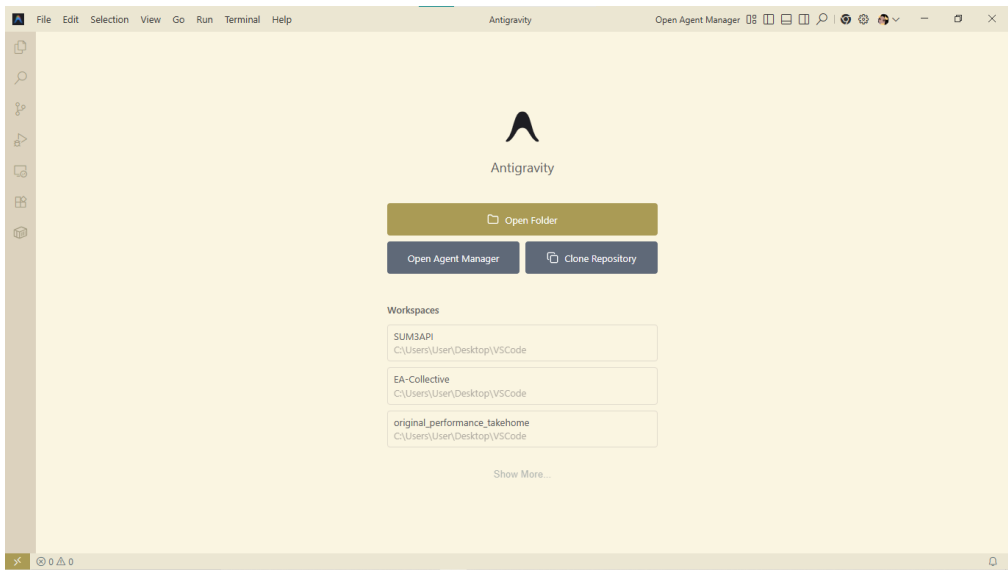 File Edit Selection View Go Run Terminal Help Antigravity Open Agent Manager
Antigravity
Open Folder
Open Agent Manager Clone Repository
Workspaces
SUM3API
C:\Users\User\Desktop\VSCode
EA-Collective
C:\Users\User\Desktop\VSCode
original_performance_takehome
C:\Users\User\Desktop\VSCode
Show More...
0 0